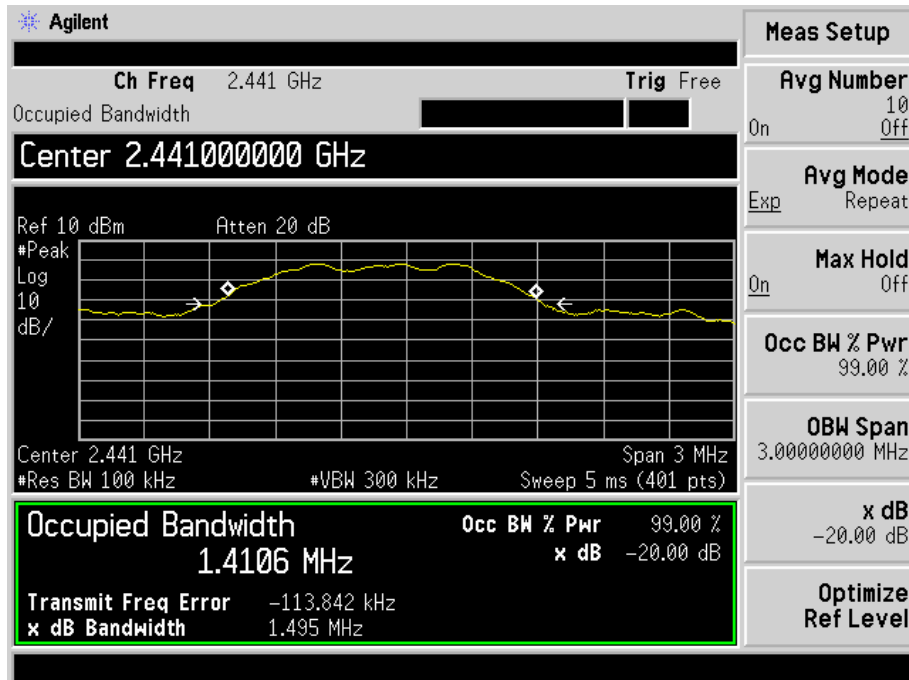 Agilent
Meas Setup
Ch Freq 2.441 GHz Trig Free
Occupied Bandwidth
Center 2.441000000 GHz
Ref 10 dBm Atten 20 dB
#Peak
Log
10
dB/
Center 2.441 GHz Span 3 MHz
#Res BW 100 kHz #VBW 300 kHz Sweep 5 ms (401 pts)
Occupied Bandwidth Occ BW % Pwr 99.00 %
1.4106 MHz x dB -20.00 dB
Transmit Freq Error -113.842 kHz
x dB Bandwidth 1.495 MHz
Avg Number
10
On Off
Avg Mode
Exp Repeat
Max Hold
On Off
Occ BW % Pwr
99.00 %
OBW Span
3.00000000 MHz
x dB
-20.00 dB
Optimize
Ref Level